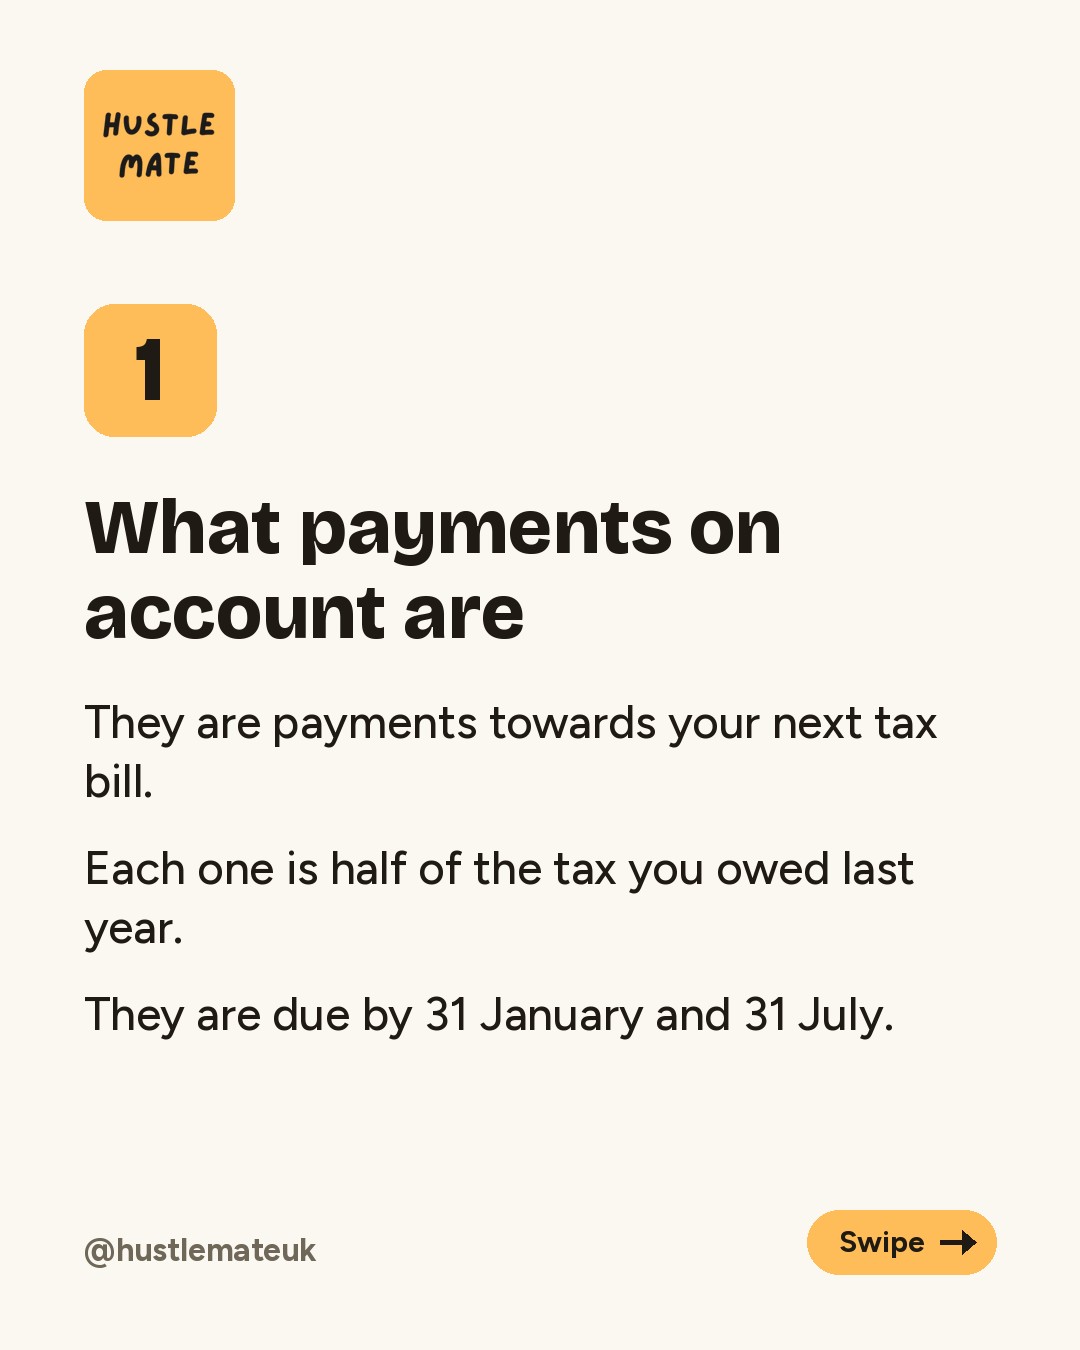 HUSTLE
MATE
1
What payments on
account are
They are payments towards your next tax
bill.
Each one is half of the tax you owed last
year.
They are due by 31 January and 31 July.
@hustlemateuk
Swipe